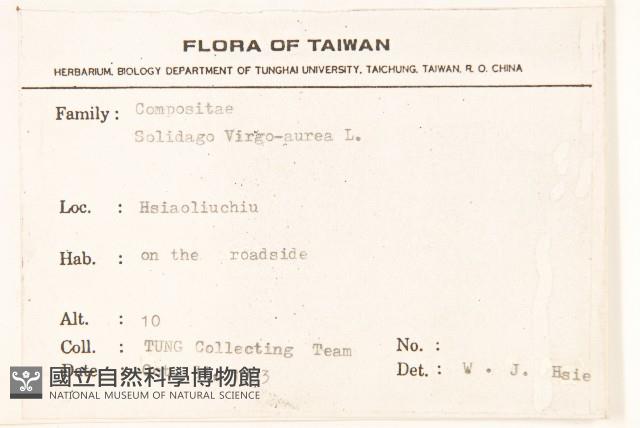 FLORA OF TAIWAN
HERBARIUM, BIOLOGY DEPARTMENT OF TUNGHAI UNIVERSITY, TAICHUNG, TAIWAN, R. O. CHINA
Family: Compositae
Solidago Virgo-aurea L.
Loc. : Hsiaoliuchiu
Hab. : on the roadside
Alt. : 10
Coll. : TUNG Collecting Team No. :
Date Det. : W. J. Hsie
國立自然科學博物館
NATIONAL MUSEUM OF NATURAL SCIENCE